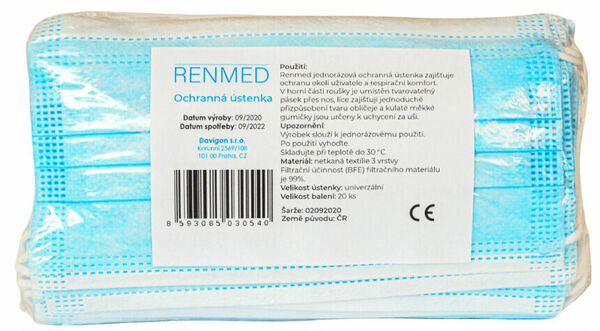 RENMED
Ochranná ústenka
Datum výroby: 09/2020
Datum spotřeby: 09/2022
Davigon s.r.o.
Korunní 2569/108
101 00 Praha, CZ
8 593085 030540
Použití:
Renmed jednorázová ochranná ústenka zajišťuje
ochranu okolí uživatele a respirační komfort.
V horní části roušky je umístěn tvarovatelný
pásek přes nos, lice zajišťují jednoduché
přizpůsobení tvaru obličeje a kulaté měkké
gumičky jsou určeny k uchycení za uši.
Upozornění:
Výrobek slouží k jednorázovému použití.
Po použití vyhoďte.
Skladujte při teplotě do 30 °C.
Materiál: netkaná textilie 3 vrstvy
Filtrační účinnost (BFE) filtračního materiálu
je 99%.
Velikost ústenky: univerzální
Velikost balení: 20 ks
Šarže: 02092020
Země původu: ČR
CE